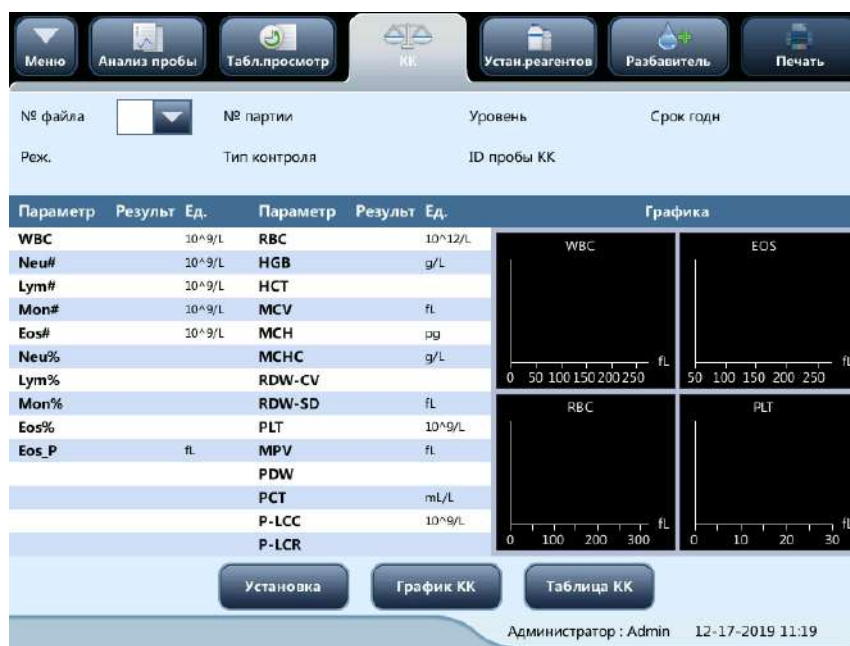 Меню Анализ пробы Табл.просмотр КК Устан.реагентов Разбавитель Печать
№ файла № партии Уровень Срок годн
Реж. Тип контроля ID пробы КК
Параметр Результ Ед. Параметр Результ Ед. Графика
WBC 10^9/L RBC 10^12/L WBC EOS
Neu# 10^9/L HGB g/L
Lym# 10^9/L HCT
Mon# 10^9/L MCV fL
Eos# 10^9/L MCH pg
Neu% MCHC g/L fL fL
Lym% RDW-CV 0 50 100 150 200 250 50 100 150 200 250
Mon% RDW-SD fL RBC PLT
Eos% PLT 10^9/L
Eos_P fL MPV fL
PDW
PCT mL/L
P-LCC 10^9/L fL fL
P-LCR 0 100 200 300 0 10 20 30
Установка График КК Таблица КК
Администратор : Admin 12-17-2019 11:19